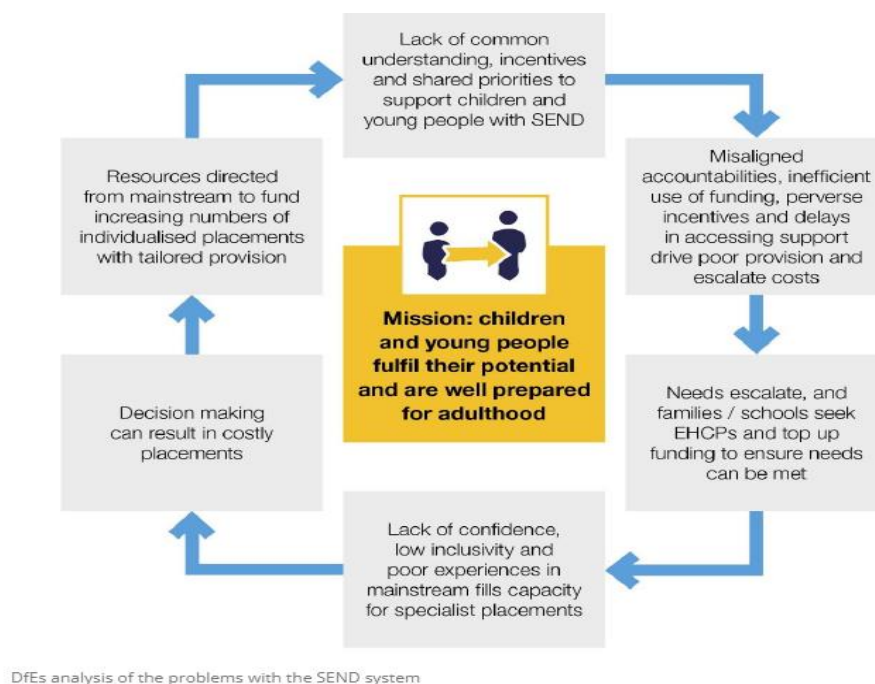 Lack of common
understanding, incentives
and shared priorities to
support children and
young people with SEND
Misaligned
accountabilities, inefficient
use of funding, perverse
incentives and delays
in accessing support
drive poor provision and
escalate costs
Needs escalate, and
families / schools seek
EHCPs and top up
funding to ensure needs
can be met
Lack of confidence,
low inclusivity and
poor experiences in
mainstream fills capacity
for specialist placements
Decision making
can result in costly
placements
Resources directed
from mainstream to fund
increasing numbers of
individualised placements
with tailored provision
Mission: children
and young people
fulfil their potential
and are well prepared
for adulthood
DfEs analysis of the problems with the SEND system